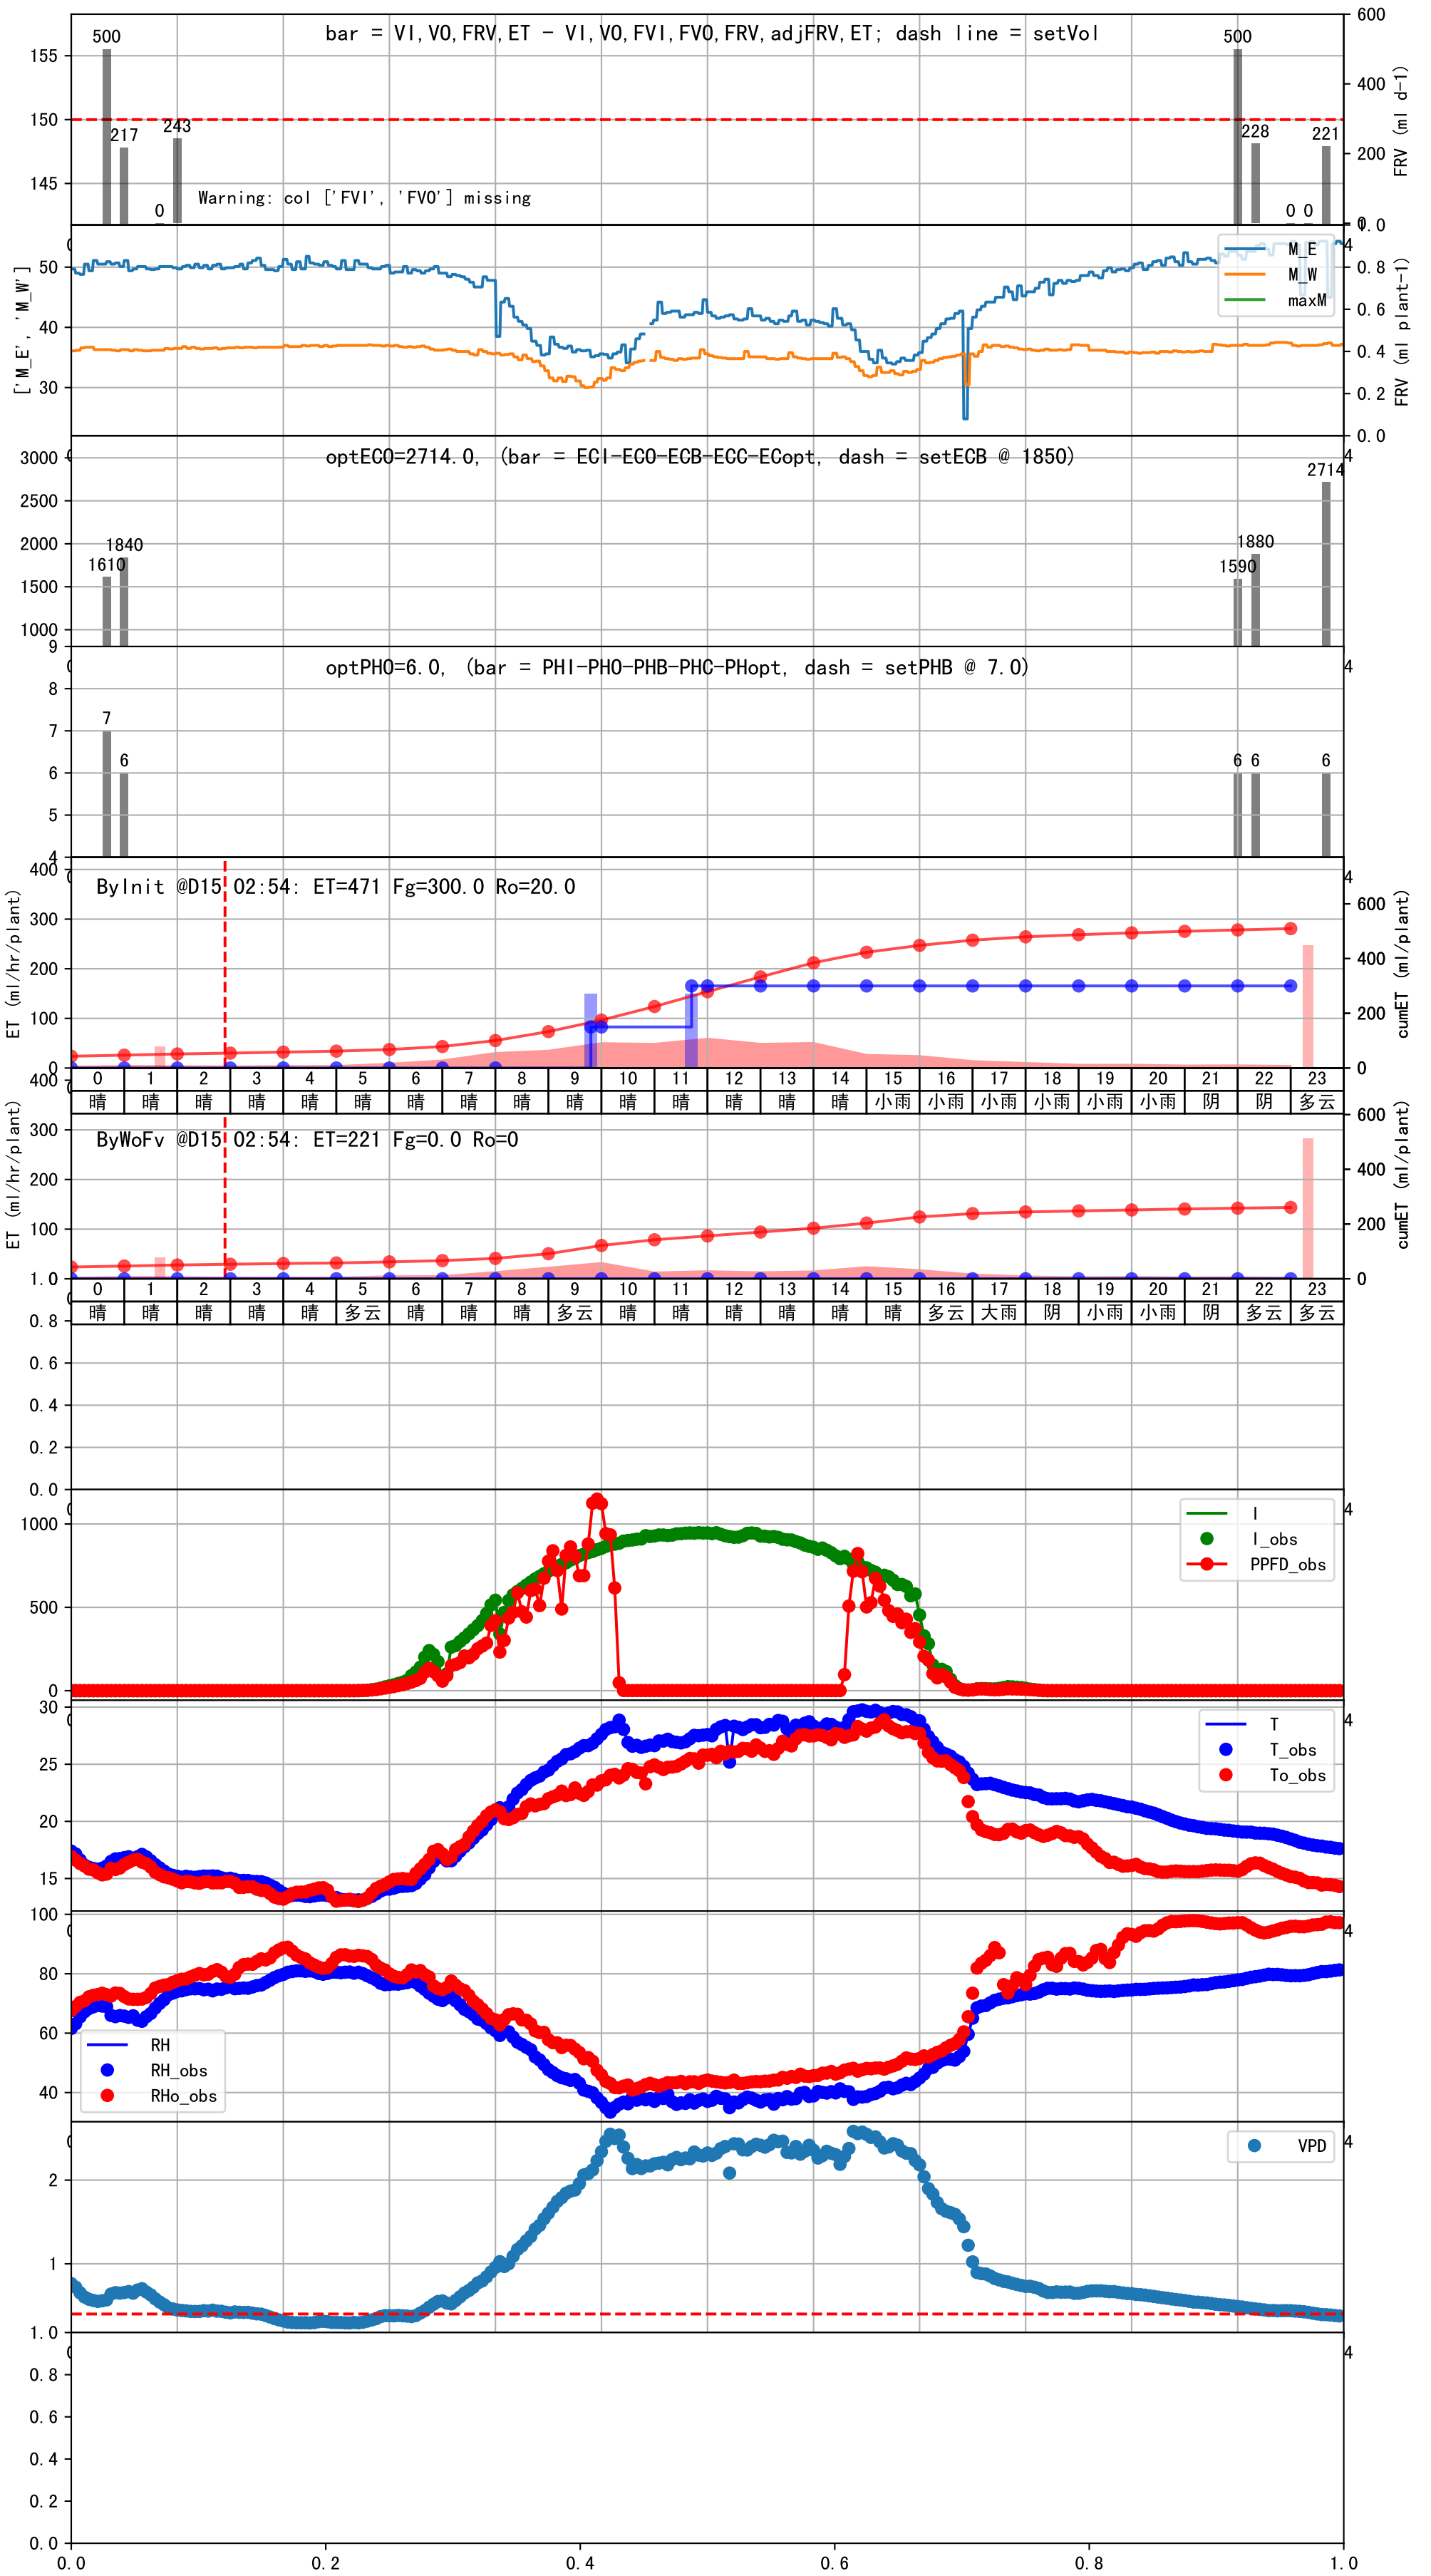 bar = VI,VO,FRV,ET - VI,VO,FVI,FVO,FRV,adjFRV,ET; dash line = setVol
500 217 0 243 500 228 0 0 221
155 150 145
600 400 200 0
FRV (ml d-1)
Warning: col ['FVI', 'FVO'] missing
['M_E', 'M_W']
50 40 30
M_E
M_W
maxM
1.0 0.8 0.6 0.4 0.2 0.0
FRV (ml plant-1)
optECO=2714.0, (bar = ECI-ECO-ECB-ECC-ECopt, dash = setECB @ 1850)
3000 2500 2000 1500 1000
1610 1840 1590 1880 2714
optPHO=6.0, (bar = PHI-PHO-PHB-PHC-PHopt, dash = setPHB @ 7.0)
9 8 7 6 5 4
7 6 6 6 6
ByInit @D15 02:54: ET=471 Fg=300.0 Ro=20.0
ET (ml/hr/plant)
400 300 200 100 0
600 400 200 0
cumET (ml/plant)
0 1 2 3 4 5 6 7 8 9 10 11 12 13 14 15 16 17 18 19 20 21 22 23
晴 晴 晴 晴 晴 晴 晴 晴 晴 晴 晴 晴 晴 晴 晴 小雨 小雨 小雨 小雨 小雨 小雨 阴 阴 多云
ByWoFv @D15 02:54: ET=221 Fg=0.0 Ro=0
ET (ml/hr/plant)
400 300 200 100
600 400 200 0
cumET (ml/plant)
0 1 2 3 4 5 6 7 8 9 10 11 12 13 14 15 16 17 18 19 20 21 22 23
晴 晴 晴 晴 晴 多云 晴 晴 晴 多云 晴 晴 晴 晴 晴 晴 多云 大雨 阴 小雨 小雨 阴 多云 多云
1.0 0.8 0.6 0.4 0.2 0.0
1000 500 0
I
I_obs
PPFD_obs
30 25 20 15
T
T_obs
To_obs
100 80 60 40
RH
RH_obs
RHo_obs
2 1
VPD
1.0 0.8 0.6 0.4 0.2 0.0
0.0 0.2 0.4 0.6 0.8 1.0